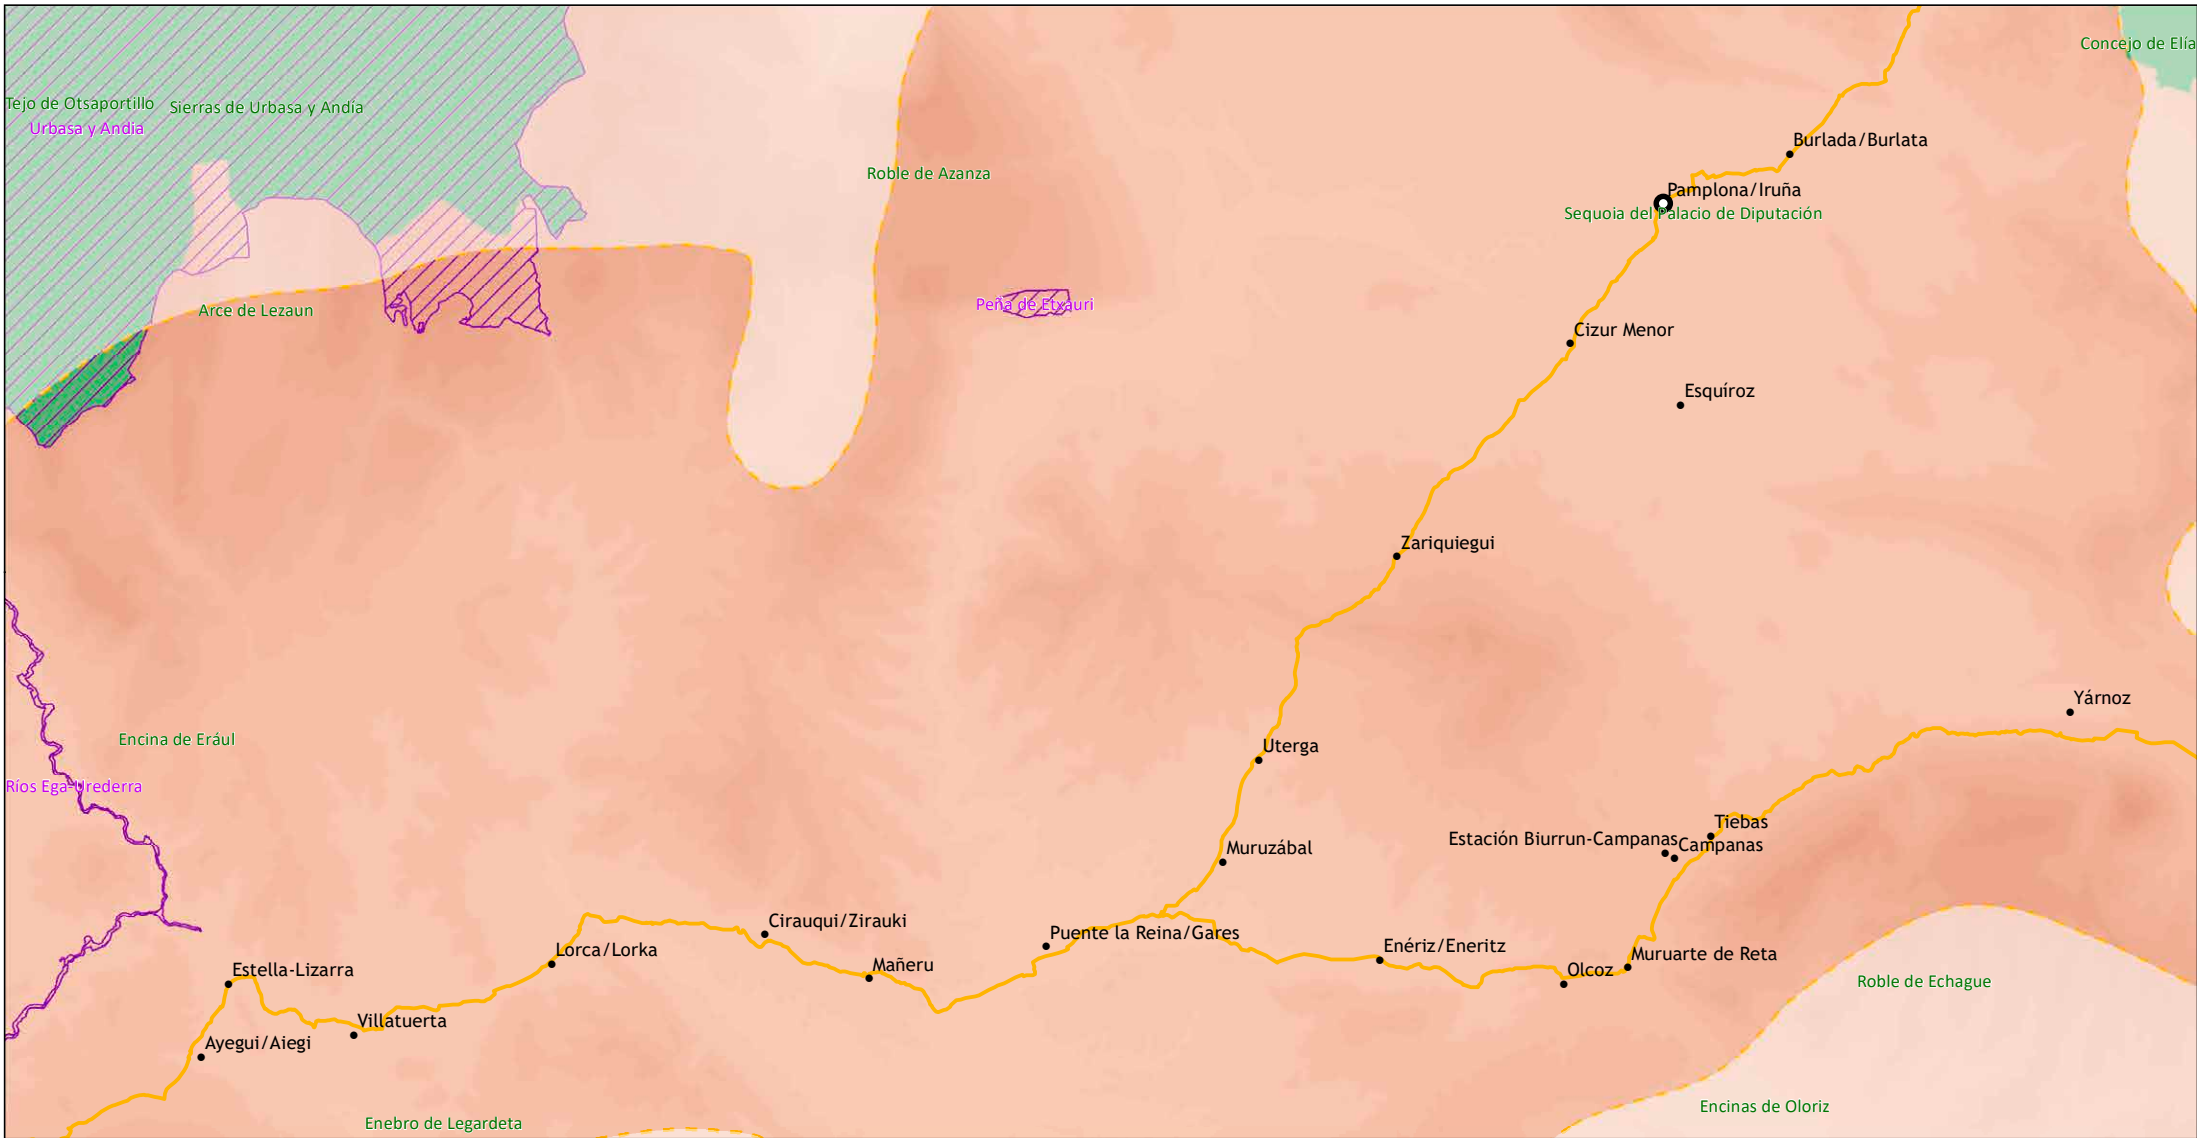 Concejo de Elía
Tejo de Otsaportillo
Sierras de Urbasa y Andía
Urbasa y Andia
Burlada/Burlata
Roble de Azanza
Pamplona/Iruña
Sequoia del Palacio de Diputación
Peña de Etxauri
Arce de Lezaun
Cizur Menor
Esquíroz
Zariquiegui
Yárnoz
Encina de Erául
Uterga
Ríos Ega-Urederra
Tiebas
Estación Biurrun-Campanas
Campanas
Muruzábal
Cirauqui/Zirauki
Puente la Reina/Gares
Enériz/Eneritz
Lorca/Lorka
Muruarte de Reta
Mañeru
Estella-Lizarra
Olcoz
Roble de Echague
Villatuerta
Ayegui/Aiegi
Encinas de Oloriz
Enebro de Legardeta